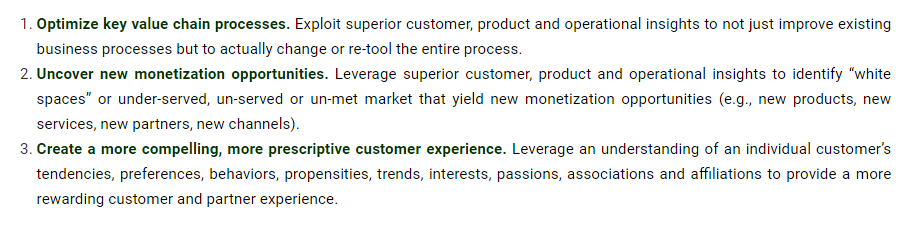 1. Optimize key value chain processes. Exploit superior customer, product and operational insights to not just improve existing
business processes but to actually change or re-tool the entire process.
2. Uncover new monetization opportunities. Leverage superior customer, product and operational insights to identify “white
spaces” or under-served, un-served or un-met market that yield new monetization opportunities (e.g., new products, new
services, new partners, new channels).
3. Create a more compelling, more prescriptive customer experience. Leverage an understanding of an individual customer’s
tendencies, preferences, behaviors, propensities, trends, interests, passions, associations and affiliations to provide a more
rewarding customer and partner experience.